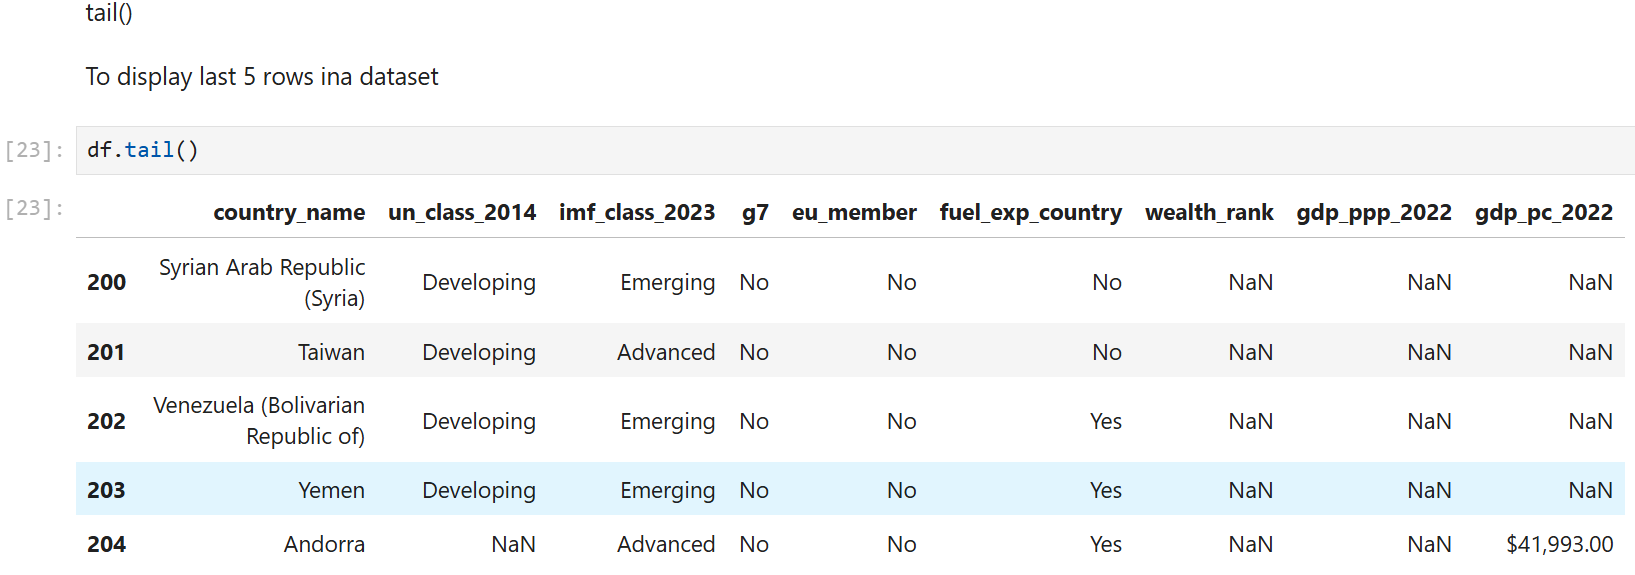 tail()
To display last 5 rows ina dataset
[23]: df.tail()
[23]:
country_name un_class_2014 imf_class_2023 g7 eu_member fuel_exp_country wealth_rank gdp_ppp_2022 gdp_pc_2022
200 Syrian Arab Republic (Syria) Developing Emerging No No No NaN NaN NaN
201 Taiwan Developing Advanced No No No NaN NaN NaN
202 Venezuela (Bolivarian Republic of) Developing Emerging No No Yes NaN NaN NaN
203 Yemen Developing Emerging No No Yes NaN NaN NaN
204 Andorra NaN Advanced No No Yes NaN NaN $41,993.00